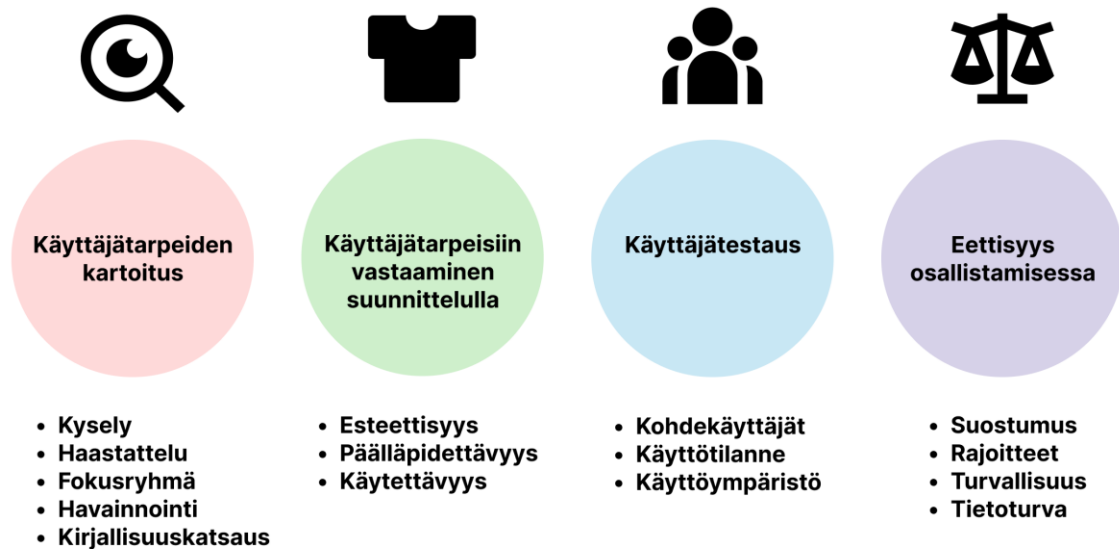 Käyttäjätarpeiden
kartoitus
Käyttäjätarpeisiin
vastaaminen
suunnittelulla
Käyttäjätestaus
Eettisyys
osallistamisessa
• Kysely
• Haastattelu
• Fokusryhmä
• Havainnointi
• Kirjallisuuskatsaus
• Esteettisyys
• Päälläpidettävyys
• Käytettävyys
• Kohdekäyttäjät
• Käyttötilanne
• Käyttöympäristö
• Suostumus
• Rajoitteet
• Turvallisuus
• Tietoturva